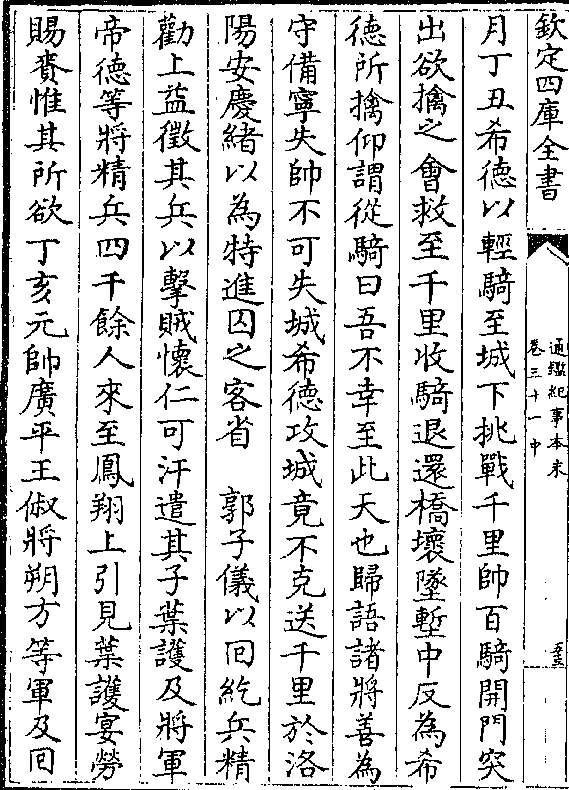 欽定四庫全書
通鑑紀事本末
卷三十一中
至
月丁丑希德以輕騎至城下挑戰千里帥百騎開門突
出欲擒之會救至千里收騎退還橋壞墜塹中反為希
德所擒仰謂從騎曰吾不幸至此天也歸語諸將善為
守備寧失帥不可失城希德攻城竟不克送千里於洛
陽安慶緒以為特進囚之客省　郭子儀以回紇兵精
勸上益徵其兵以擊賊懷仁可汗遣其子葉護及將軍
帝德等將精兵四千餘人來至鳳翔上引見葉護宴勞
賜賚惟其所欲丁亥元帥廣平王俶將朔方等軍及回